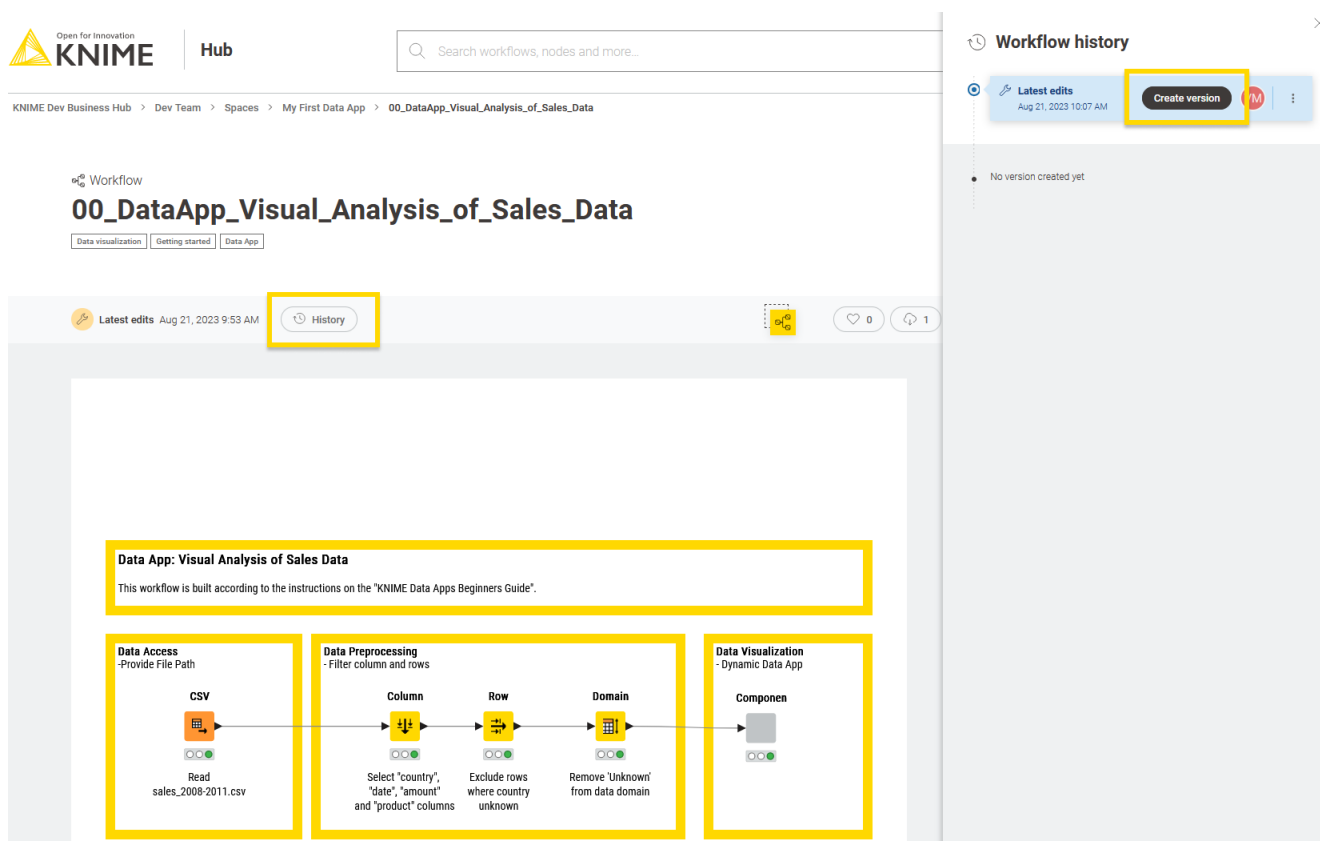 Open for Innovation
KNIME
Hub
Search workflows, nodes and more...
KNIME Dev Business Hub > Dev Team > Spaces > My First Data App > 00_DataApp_Visual_Analysis_of_Sales_Data
Workflow
00_DataApp_Visual_Analysis_of_Sales_Data
Data visualization Getting started Data App
Latest edits Aug 21, 2023 9:53 AM History 0 1
Data App: Visual Analysis of Sales Data
This workflow is built according to the instructions on the "KNIME Data Apps Beginners Guide".
Data Access
-Provide File Path
CSV
Read
sales_2008-2011.csv
Data Preprocessing
- Filter column and rows
Column
Select "country",
"date", "amount"
and "product" columns
Row
Exclude rows
where country
unknown
Domain
Remove 'Unknown'
from data domain
Data Visualization
- Dynamic Data App
Componen
Workflow history
Latest edits
Aug 21, 2023 10:07 AM
Create version
No version created yet